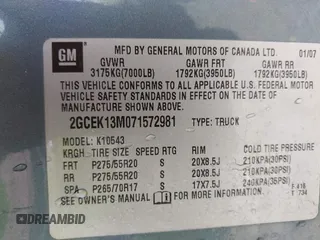 GM
MFD BY GENERAL MOTORS OF CANADA LTD. 01/07
GVWR GAWR FRT GAWR RR
3175KG(7000LB) 1792KG(3950LB) 1792KG(3950LB)
THIS VEHICLE CONFORMS TO ALL APPLICABLE U.S. FEDERAL
MOTOR VEHICLE SAFETY STANDARDS IN EFFECT ON THE DATE OF
MANUFACTURE SHOWN ABOVE.
2GCEK13M071572981 TYPE: TRUCK
MODEL: K10543
TIRE SIZE SPEED RTG RIM COLD TIRE PRESSURE
FRT P275/55R20 S 20X8.5J 210KPA(30PSI)
RR P275/55R20 S 20X8.5J 210KPA(30PSI)
SPA P265/70R17 S 17X7.5J 240KPA(35PSI)
SEE OWNER'S MANUAL FOR ADDITIONAL INFORMATION.
DREAMBID.COM